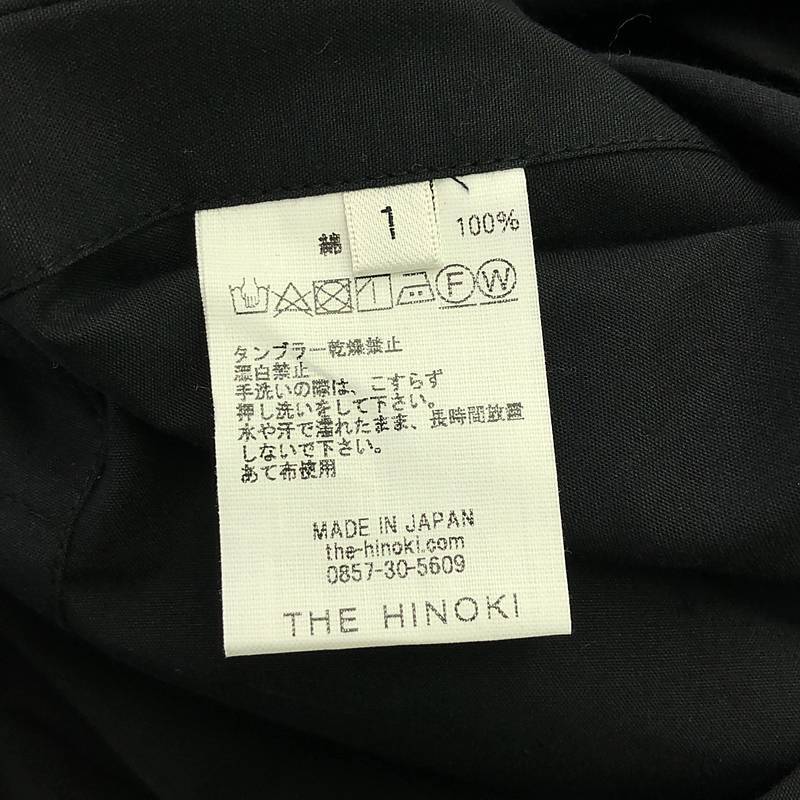 綿 1 100%
F W
タンブラー乾燥禁止
漂白禁止
手洗いの際は、こすらず
押し洗いをして下さい。
水や汗で濡れたまま、長時間放置
しないで下さい。
あて布使用
MADE IN JAPAN
the-hinoki.com
0857-30-5609
THE HINOKI